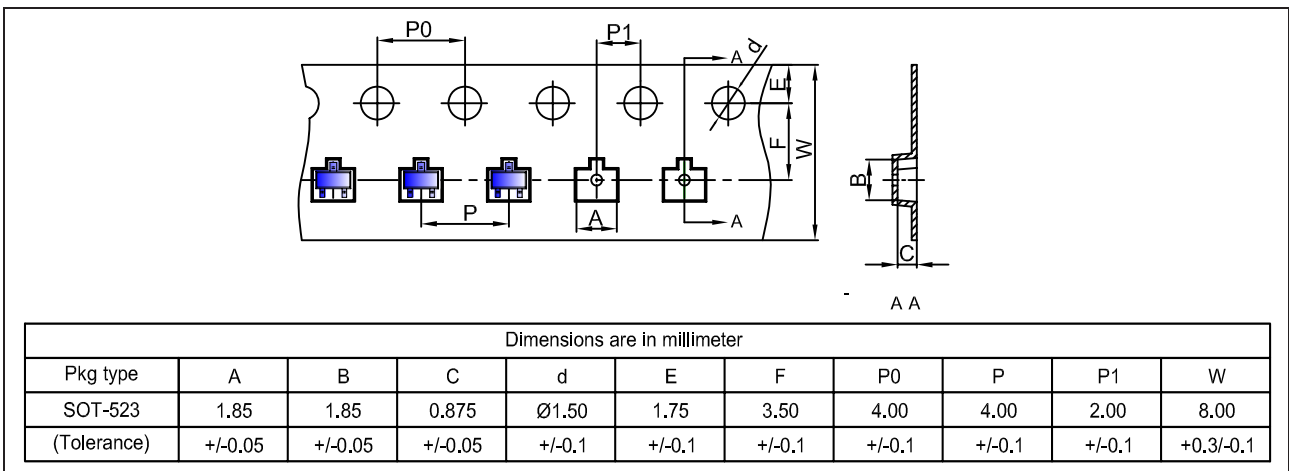 P0
P1
A
d
E
F
W
B
P
A
A
C
A A
Dimensions are in millimeter
Pkg type A B C d E F P0 P P1 W
SOT-523 1.85 1.85 0.875 Ø1.50 1.75 3.50 4.00 4.00 2.00 8.00
(Tolerance) +/-0.05 +/-0.05 +/-0.05 +/-0.1 +/-0.1 +/-0.1 +/-0.1 +/-0.1 +/-0.1 +0.3/-0.1